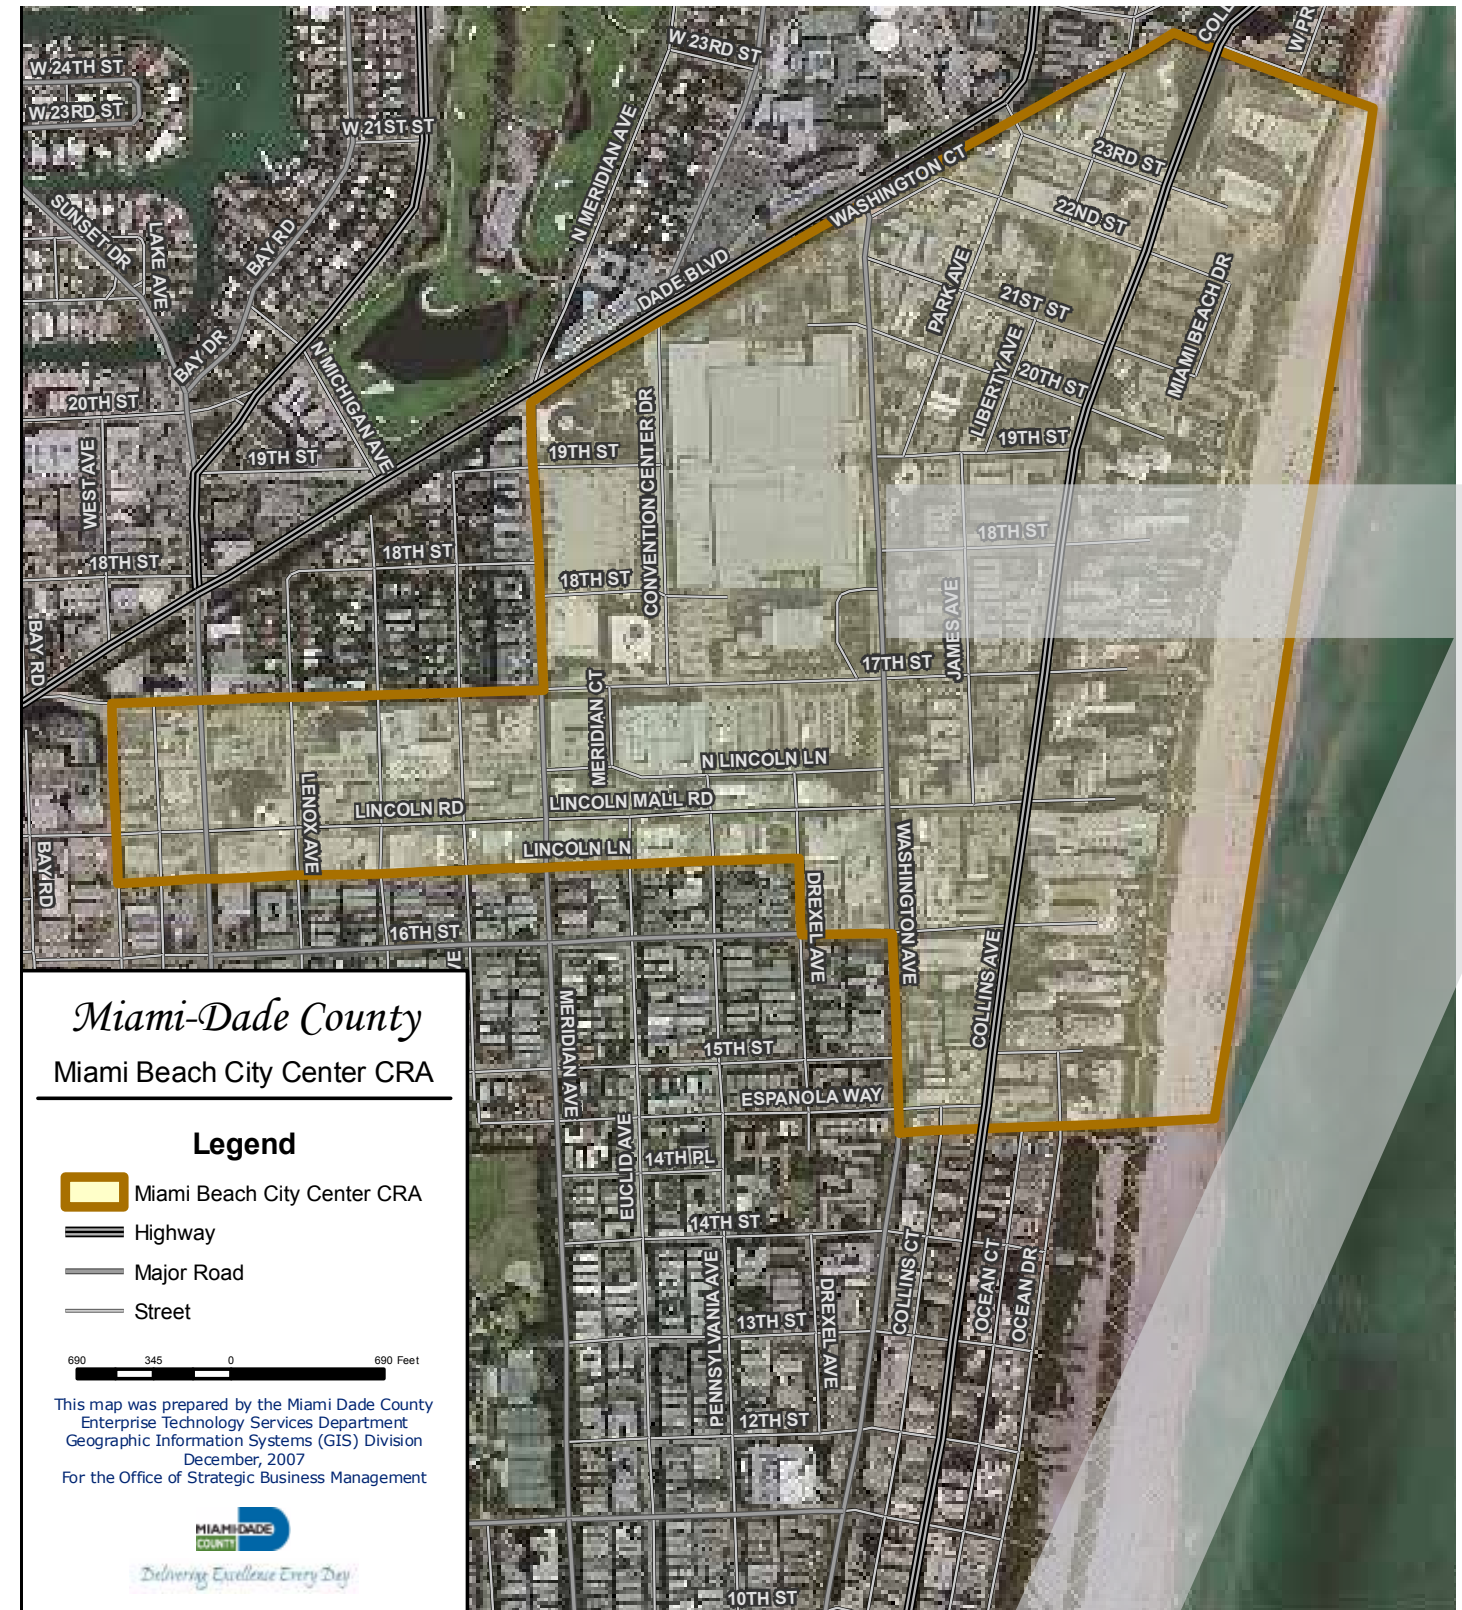 W 24TH ST
W 23RD ST
W 21ST ST
W 23RD ST
N MERIDIAN AVE
SUNSET DR
LAKE AVE
BAY RD
BAY DR
N MICHIGAN AVE
20TH ST
WEST AVE
19TH ST
18TH ST
18TH ST
BAY RD
BAY RD
DADE BLVD
WASHINGTON CT
23RD ST
22ND ST
21ST ST
20TH ST
19TH ST
18TH ST
17TH ST
PARK AVE
LIBERTY AVE
MIAMI BEACH DR
JAMES AVE
19TH ST
18TH ST
CONVENTION CENTER DR
MERIDIAN CT
N LINCOLN LN
LINCOLN RD
LINCOLN MALL RD
LINCOLN LN
LENOX AVE
WASHINGTON AVE
DREXEL AVE
COLLINS AVE
16TH ST
15TH ST
ESPANOLA WAY
MERIDIAN AVE
EUCLID AVE
14TH PL
14TH ST
PENNSYLVANIA AVE
13TH ST
DREXEL AVE
12TH ST
10TH ST
COLLINS CT
OCEAN CT
OCEAN DR
Miami-Dade County
Miami Beach City Center CRA
Legend
Miami Beach City Center CRA
Highway
Major Road
Street
690 345 0 690 Feet
This map was prepared by the Miami Dade County
Enterprise Technology Services Department
Geographic Information Systems (GIS) Division
December, 2007
For the Office of Strategic Business Management
MIAMI-DADE
COUNTY
Delivering Excellence Every Day